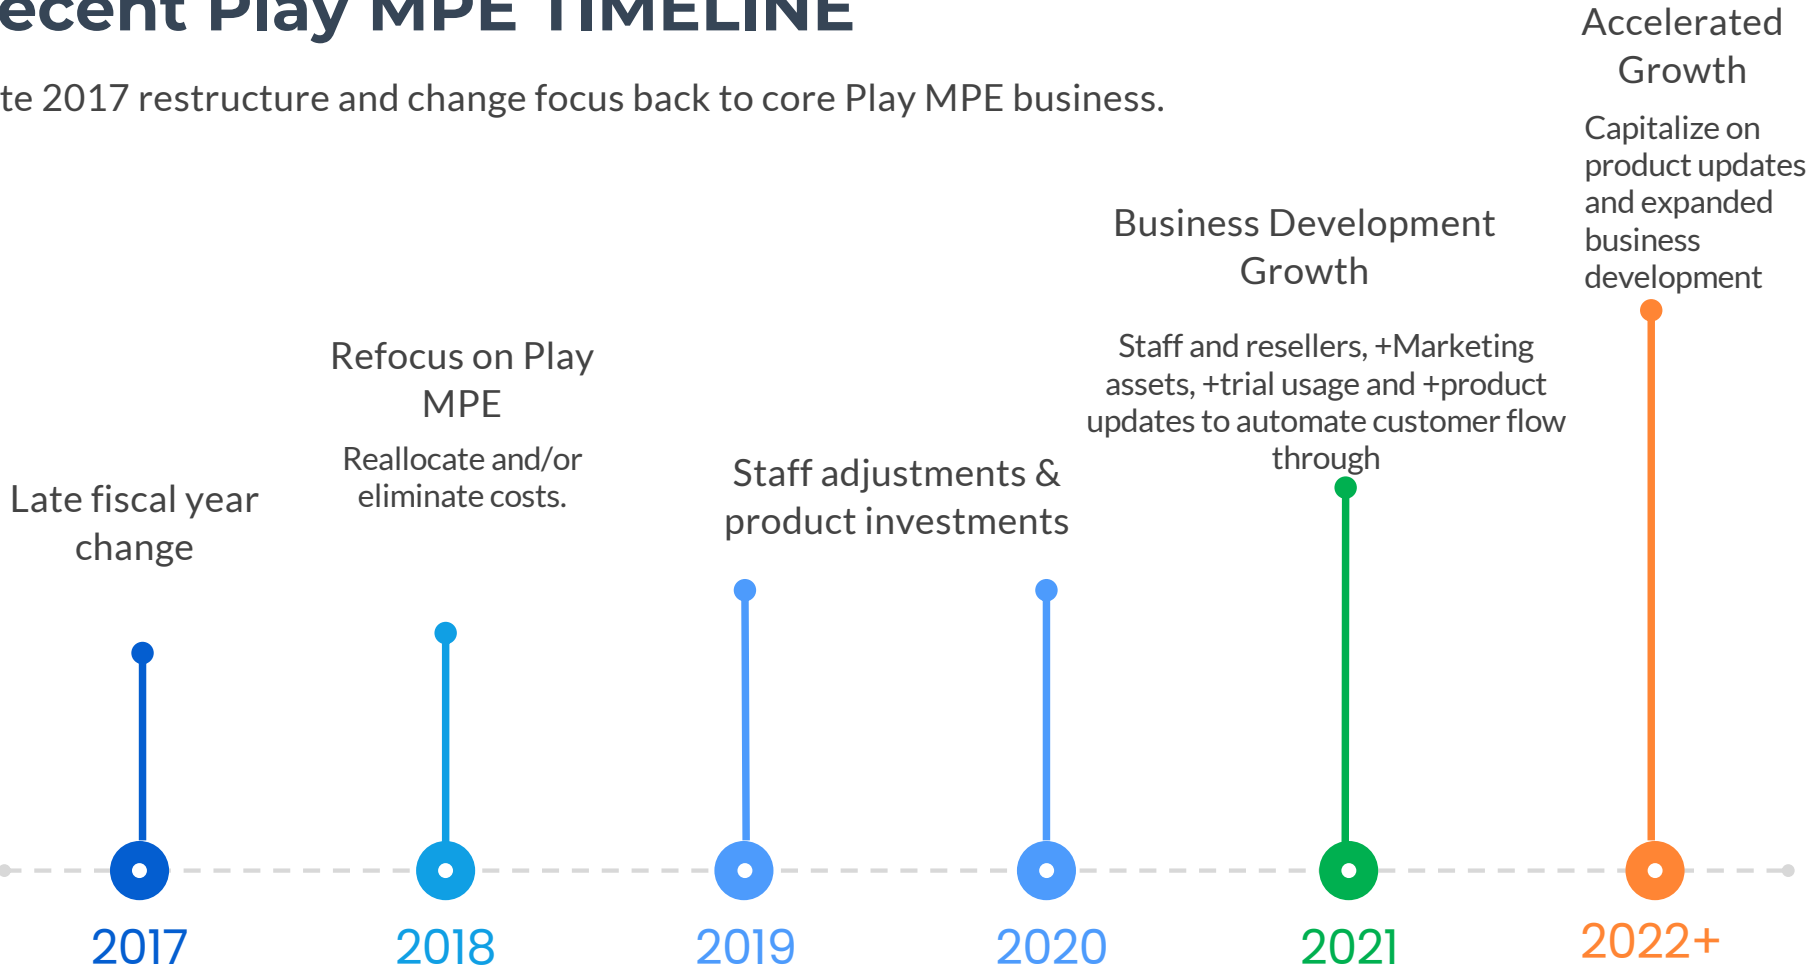 ecent Play MPE TIMELINE
te 2017 restructure and change focus back to core Play MPE business.
Late fiscal year
change
Refocus on Play
MPE
Reallocate and/or
eliminate costs.
Staff adjustments &
product investments
Business Development
Growth
Staff and resellers, +Marketing
assets, +trial usage and +product
updates to automate customer flow
through
Accelerated
Growth
Capitalize on
product updates
and expanded
business
development
2017
2018
2019
2020
2021
2022+